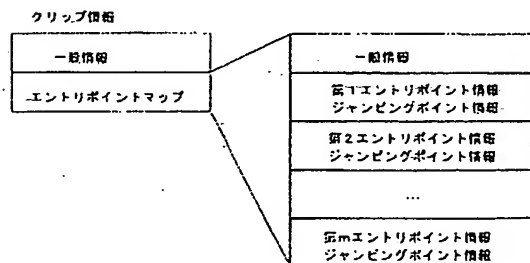 クリップ情報
一般情報
エントリポイントマップ
一般情報
第1エントリポイント情報
ジャンピングポイント情報
第2エントリポイント情報
ジャンピングポイント情報
...
第mエントリポイント情報
ジャンピングポイント情報